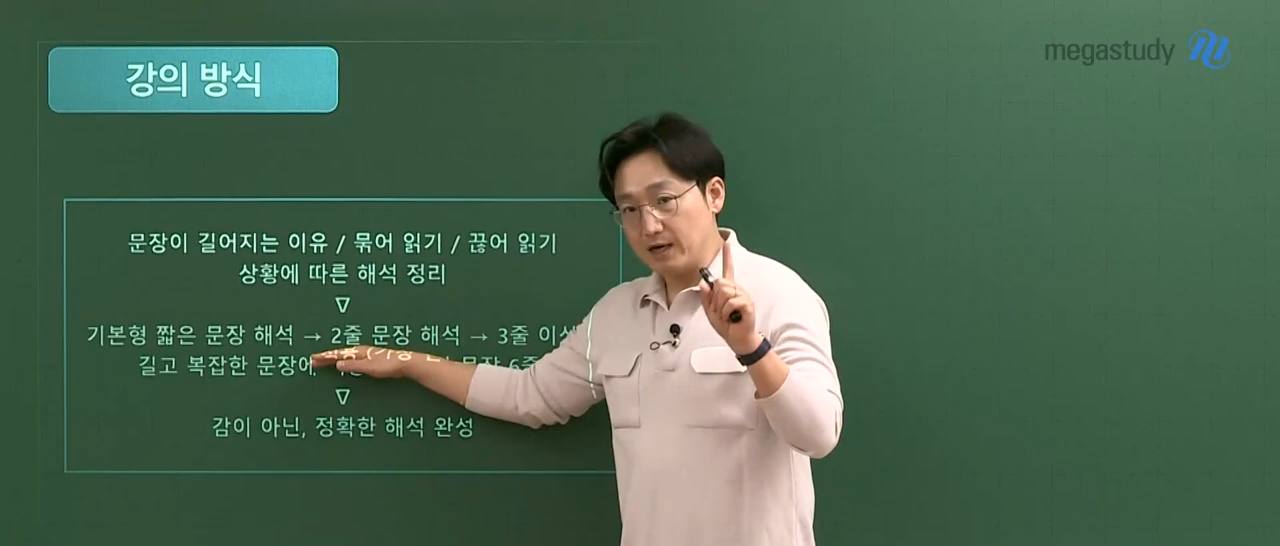 megastudy
강의 방식
문장이 길어지는 이유 / 묶어 읽기 / 끊어 읽기
상황에 따른 해석 정리
∇
기본형 짧은 문장 해석 → 2줄 문장 해석 → 3줄
길고 복잡한 문장에 문장
∇
감이 아닌, 정확한 해석 완성